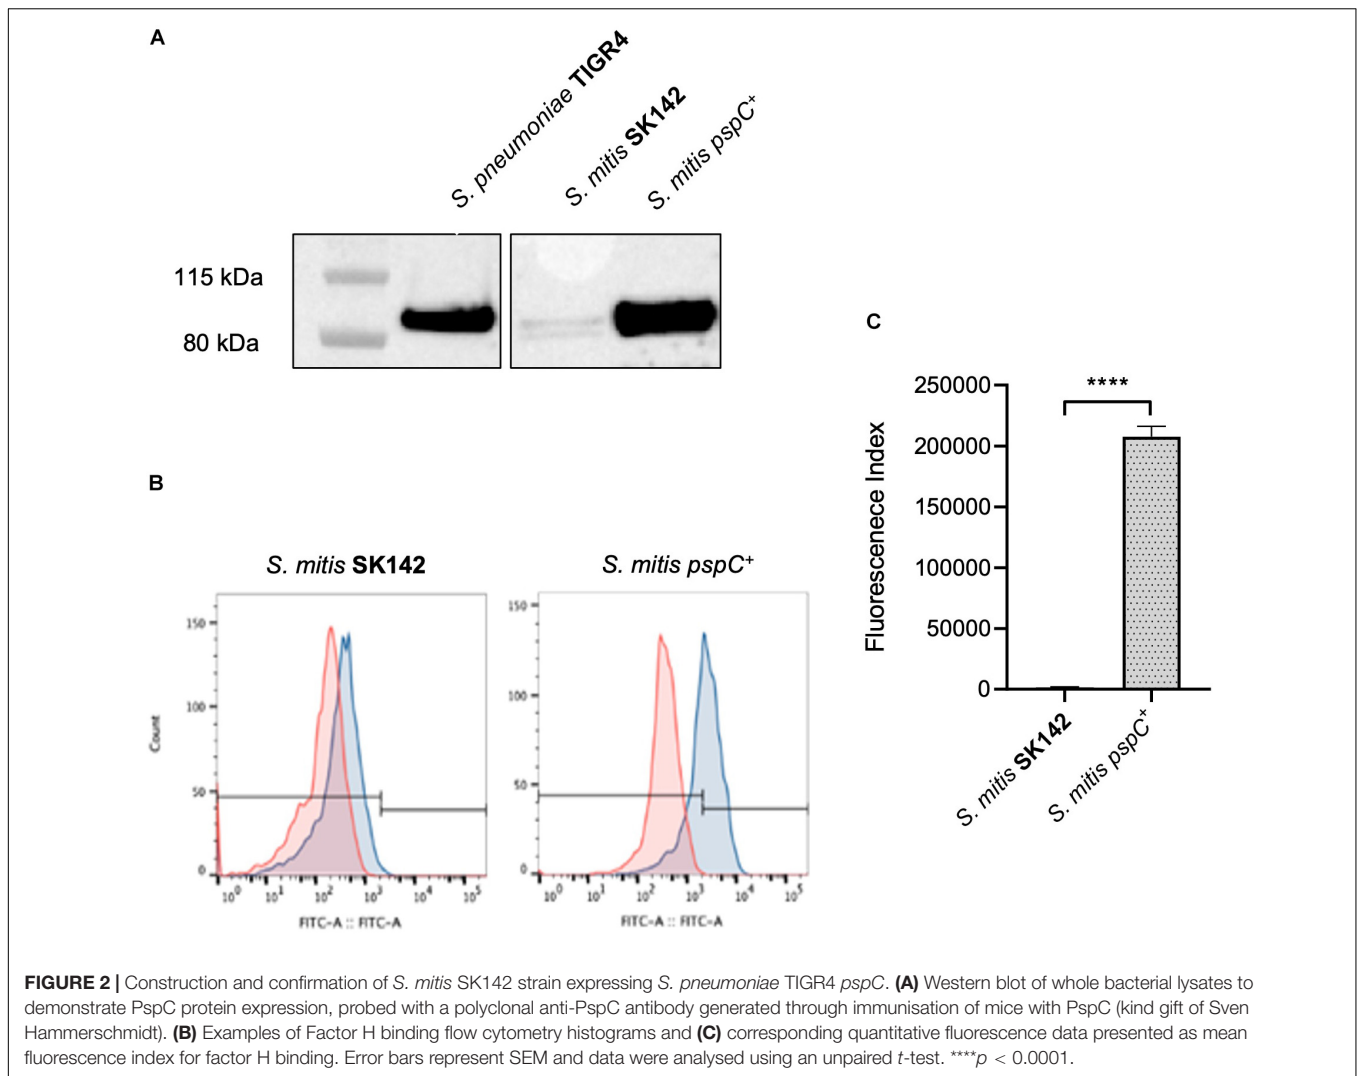 A
S. pneumoniae TIGR4
S. mitis SK142
S. mitis pspC+
115 kDa
80 kDa
C
****
250000
200000
150000
100000
50000
0
Fluorescenece Index
S. mitis SK142
S. mitis pspC+
B
S. mitis SK142
150
100
50
0
Count
10^0 10^1 10^2 10^3 10^4 10^5
FITC-A :: FITC-A
S. mitis pspC+
150
100
50
0
10^0 10^1 10^2 10^3 10^4 10^5
FITC-A :: FITC-A
FIGURE 2 | Construction and confirmation of S. mitis SK142 strain expressing S. pneumoniae TIGR4 pspC. (A) Western blot of whole bacterial lysates to
demonstrate PspC protein expression, probed with a polyclonal anti-PspC antibody generated through immunisation of mice with PspC (kind gift of Sven
Hammerschmidt). (B) Examples of Factor H binding flow cytometry histograms and (C) corresponding quantitative fluorescence data presented as mean
fluorescence index for factor H binding. Error bars represent SEM and data were analysed using an unpaired t-test. ****p < 0.0001.